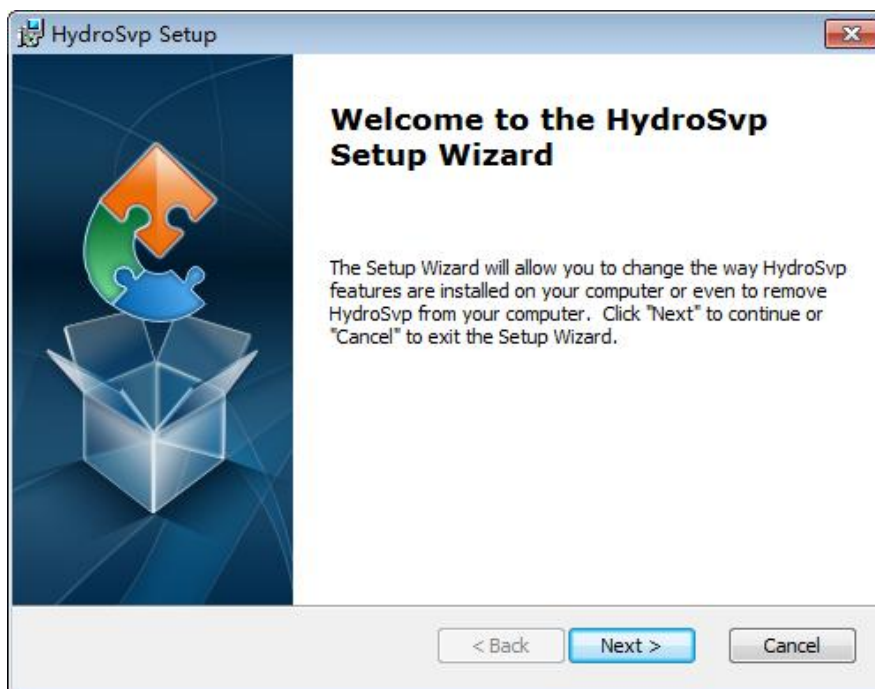 HydroSvp Setup
Welcome to the HydroSvp
Setup Wizard
The Setup Wizard will allow you to change the way HydroSvp
features are installed on your computer or even to remove
HydroSvp from your computer.  Click "Next" to continue or
"Cancel" to exit the Setup Wizard.
< Back
Next >
Cancel